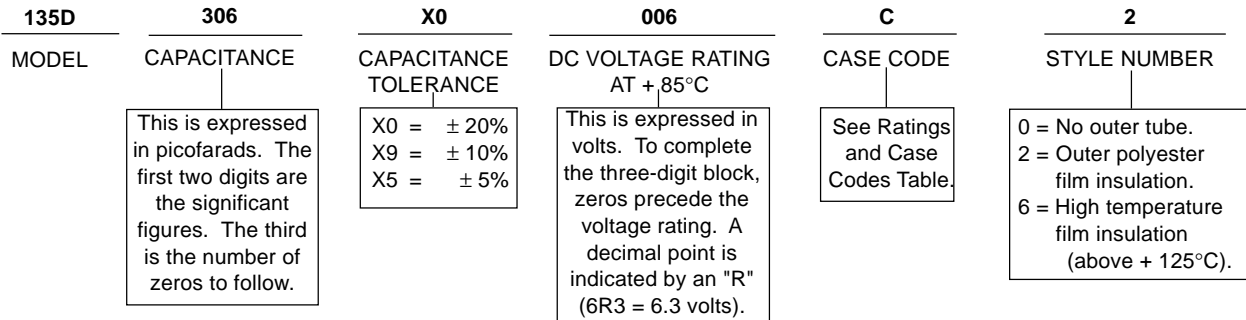 135D 306 X0 006 C 2
MODEL CAPACITANCE CAPACITANCE DC VOLTAGE RATING CASE CODE STYLE NUMBER
TOLERANCE AT + 85°C
This is expressed
in picofarads. The
first two digits are
the significant
figures. The third
is the number of
zeros to follow.
X0 = ± 20%
X9 = ± 10%
X5 = ± 5%
This is expressed in
volts. To complete
the three-digit block,
zeros precede the
voltage rating. A
decimal point is
indicated by an "R"
(6R3 = 6.3 volts).
See Ratings
and Case
Codes Table.
0 = No outer tube.
2 = Outer polyester
film insulation.
6 = High temperature
film insulation
(above + 125°C).